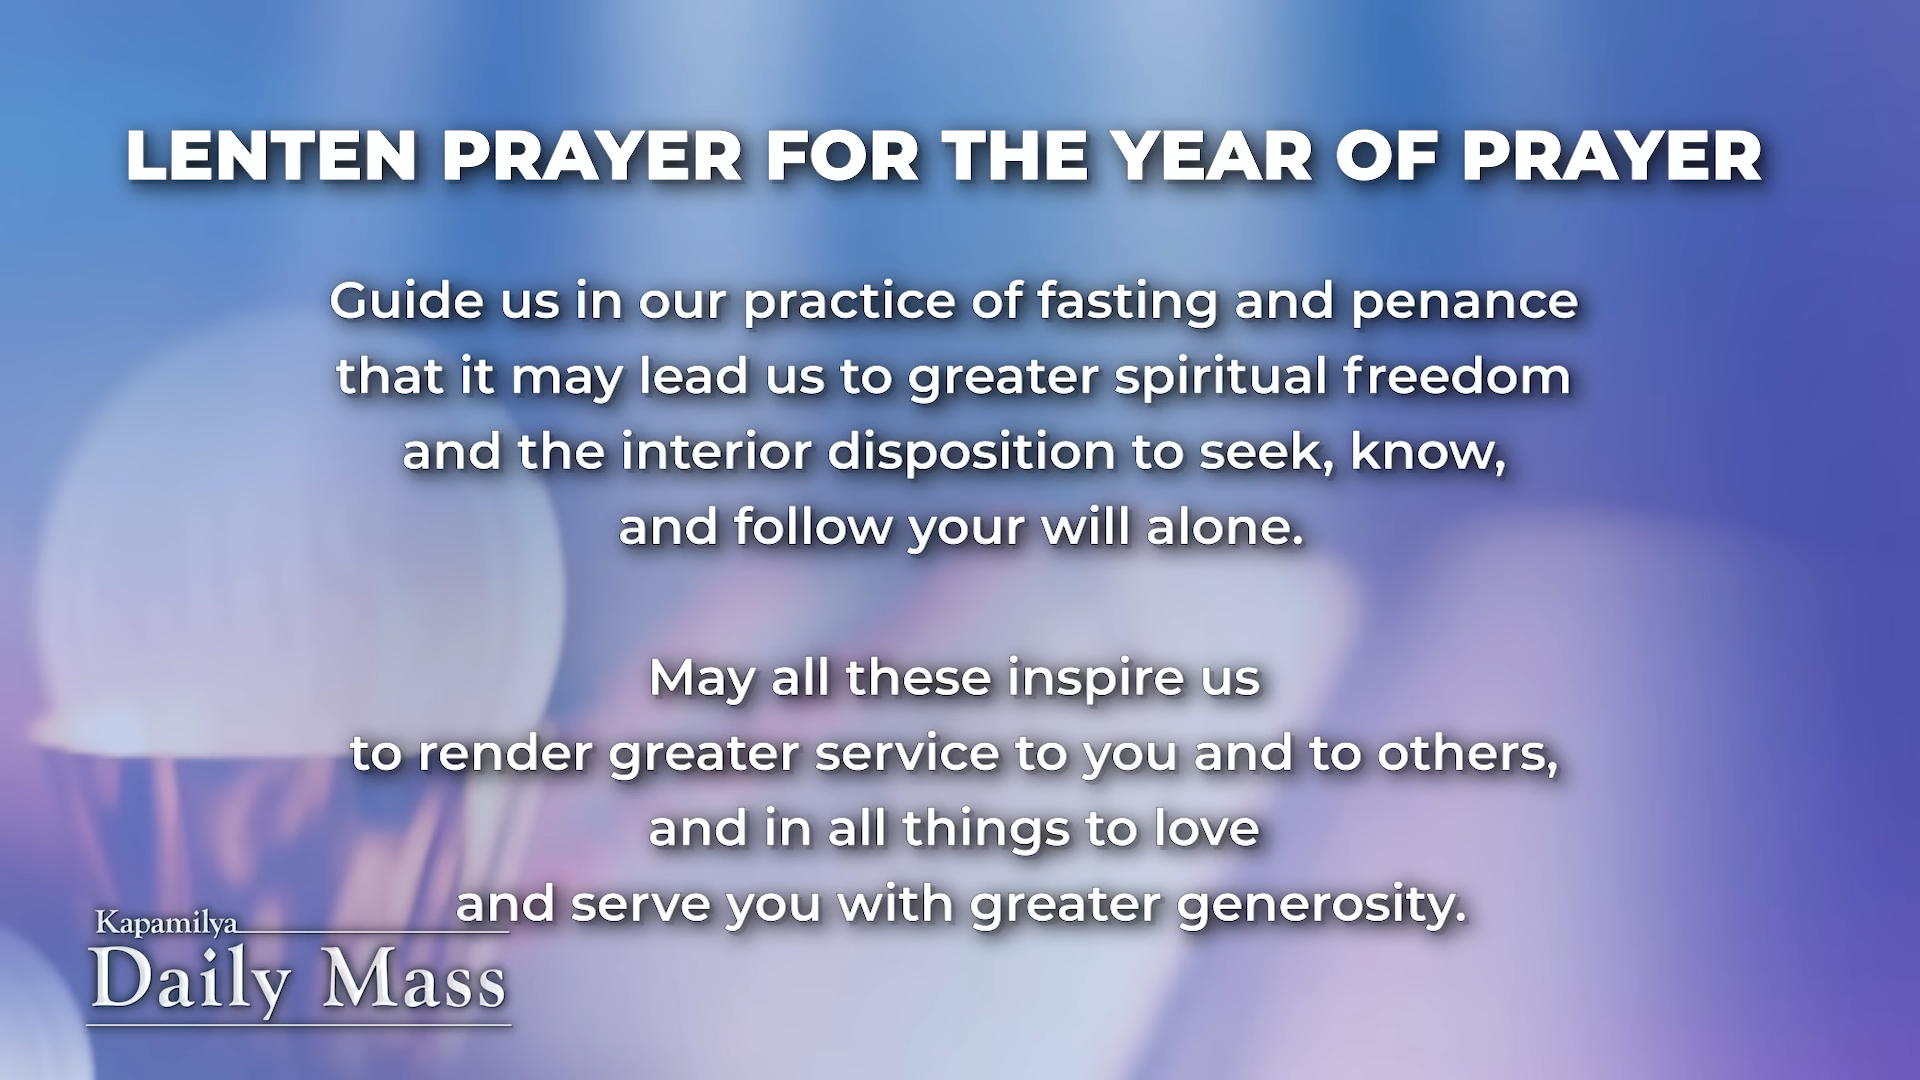 LENTEN PRAYER FOR THE YEAR OF PRAYER
Guide us in our practice of fasting and penance
that it may lead us to greater spiritual freedom
and the interior disposition to seek, know,
and follow your will alone.
May all these inspire us
to render greater service to you and to others,
and in all things to love
and serve you with greater generosity.
Kapamilya
Daily Mass